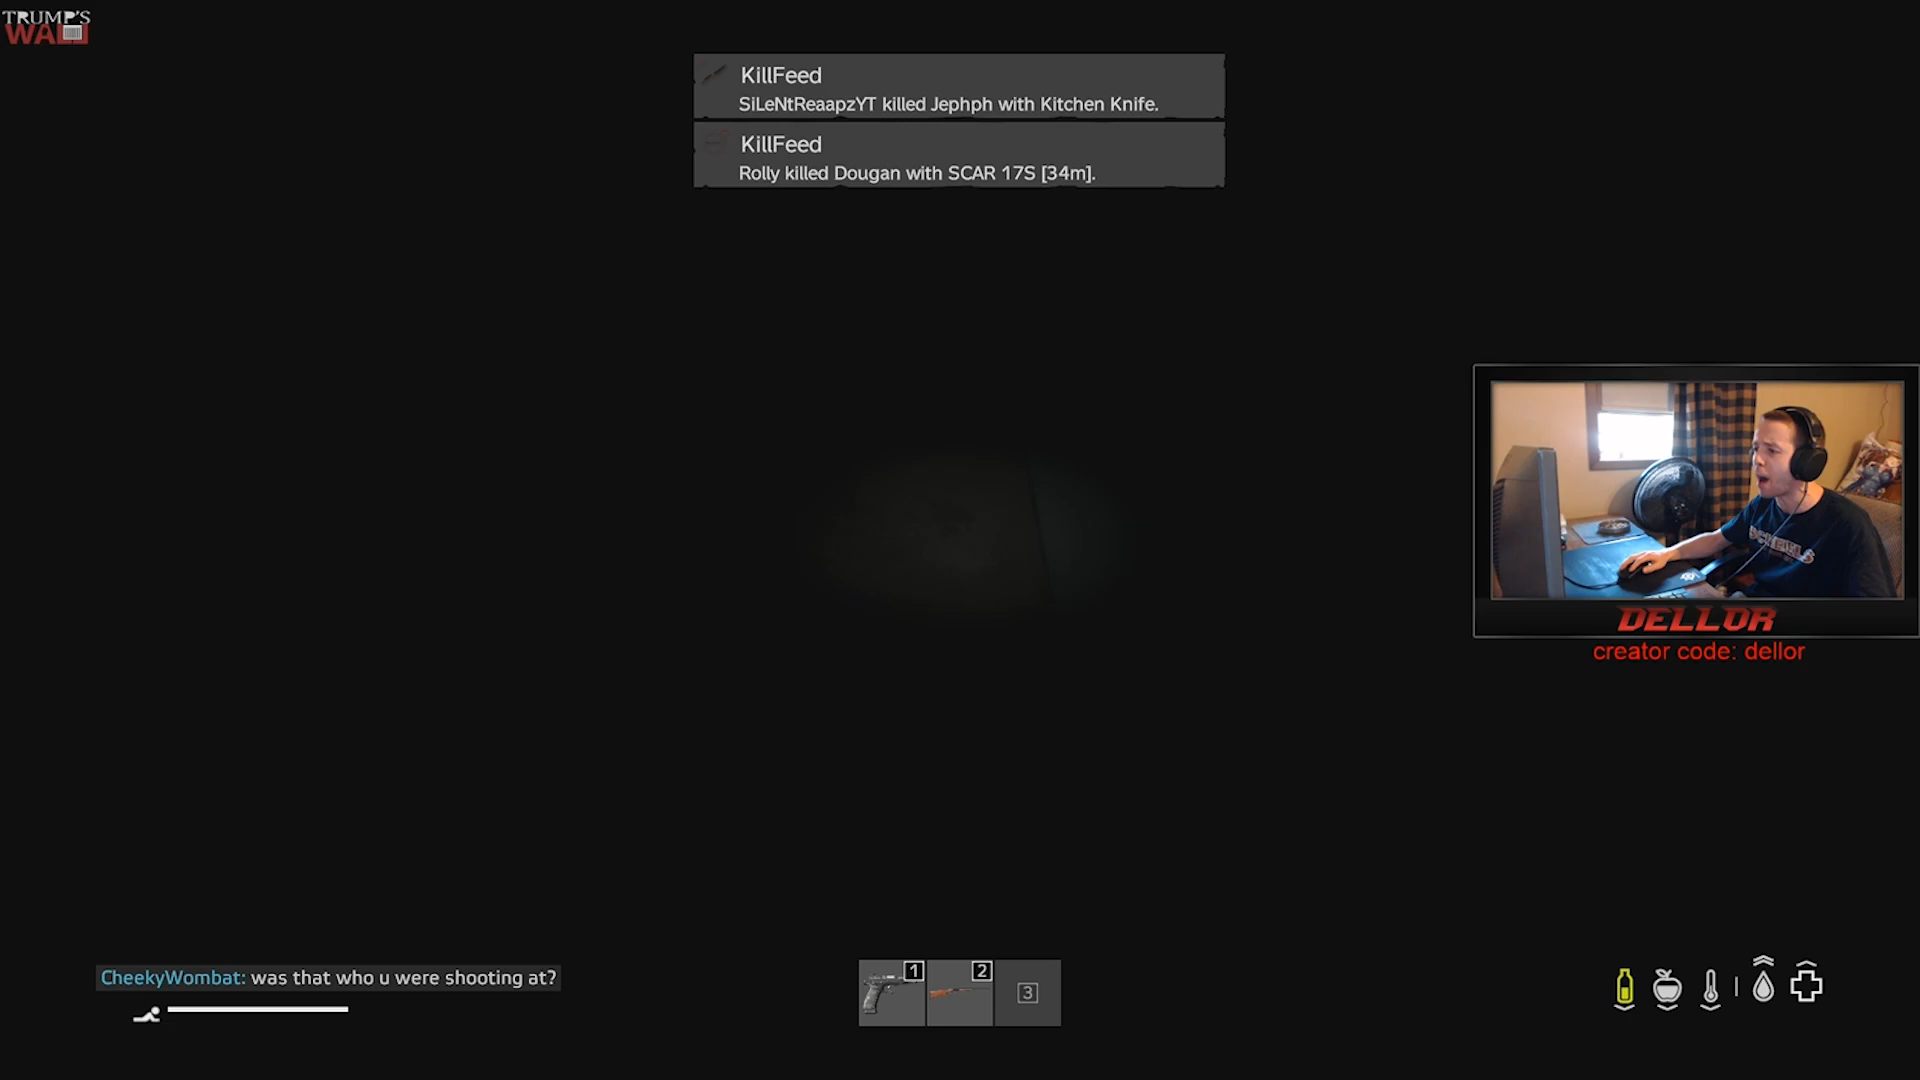 TRUMP'S
WALL
KillFeed
SiLeNtReaapzYT killed Jephph with Kitchen Knife.
KillFeed
Rolly killed Dougan with SCAR 17S [34m].
DELLOR
creator code: dellor
CheekyWombat: was that who u were shooting at?
1
2
3